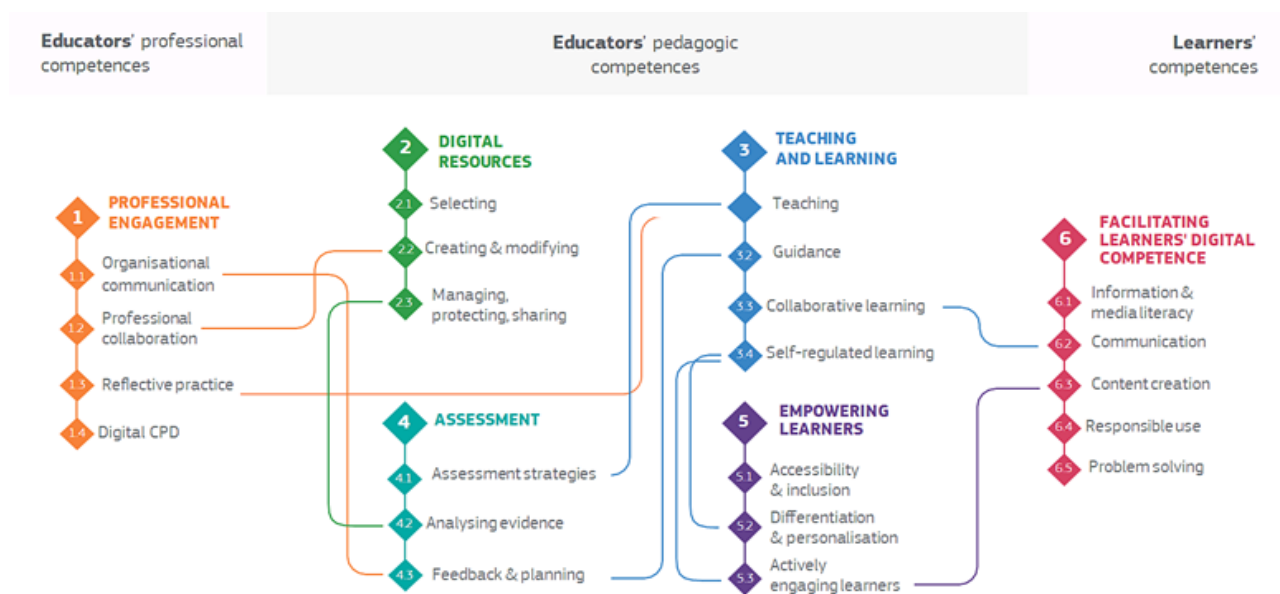 Educators' professional
competences
Educators' pedagogic
competences
Learners'
competences
1
PROFESSIONAL
ENGAGEMENT
1.1
Organisational
communication
1.2
Professional
collaboration
1.3
Reflective practice
1.4
Digital CPD
2
DIGITAL
RESOURCES
2.1
Selecting
2.2
Creating & modifying
2.3
Managing,
protecting, sharing
3
TEACHING
AND LEARNING
Teaching
3.2
Guidance
3.3
Collaborative learning
3.4
Self-regulated learning
4
ASSESSMENT
4.1
Assessment strategies
4.2
Analysing evidence
4.3
Feedback & planning
5
EMPOWERING
LEARNERS
5.1
Accessibility
& inclusion
5.2
Differentiation
& personalisation
5.3
Actively
engaging learners
6
FACILITATING
LEARNERS' DIGITAL
COMPETENCE
6.1
Information &
media literacy
6.2
Communication
6.3
Content creation
6.4
Responsible use
6.5
Problem solving